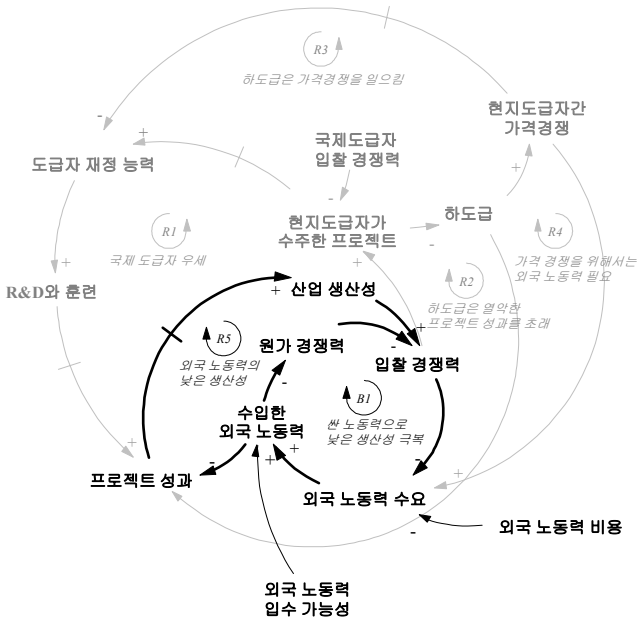 R3
하도급은 가격경쟁을 일으킴
현지도급자간
가격경쟁
-
+
국제도급자
입찰 경쟁력
도급자 재정 능력
+
-
하도급
현지도급자가
수주한 프로젝트
-
R1
국제 도급자 우세
R4
가격 경쟁을 위해서는
외국 노동력 필요
+
R&D와 훈련
+
R2
하도급은 열악한
프로젝트 성과를 초래
+ 산업 생산성
+
R5
외국 노동력의
낮은 생산성
원가 경쟁력
-
입찰 경쟁력
-
B1
싼 노동력으로
낮은 생산성 극복
수입한
외국 노동력
+
+
+
-
-
+
프로젝트 성과
외국 노동력 수요
-
외국 노동력 비용
외국 노동력
입수 가능성